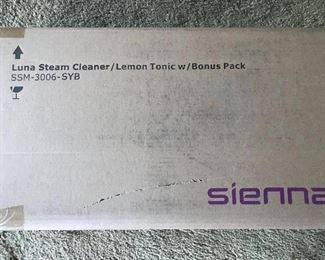 Luna Steam Cleaner/Lemon Tonic w/Bonus Pack
SSM-3006-SYB
sienna